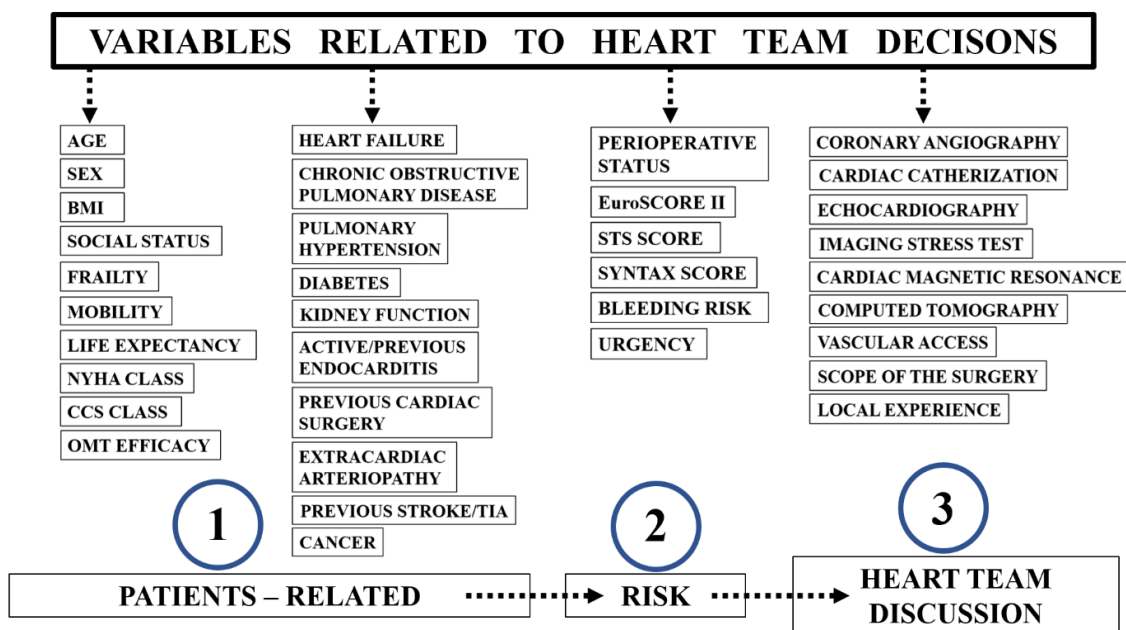 VARIABLES RELATED TO HEART TEAM DECISONS
AGE
SEX
BMI
SOCIAL STATUS
FRAILTY
MOBILITY
LIFE EXPECTANCY
NYHA CLASS
CCS CLASS
OMT EFFICACY
HEART FAILURE
CHRONIC OBSTRUCTIVE
PULMONARY DISEASE
PULMONARY
HYPERTENSION
DIABETES
KIDNEY FUNCTION
ACTIVE/PREVIOUS
ENDOCARDITIS
PREVIOUS CARDIAC
SURGERY
EXTRACARDIAC
ARTERIOPATHY
PREVIOUS STROKE/TIA
CANCER
PERIOPERATIVE
STATUS
EuroSCORE II
STS SCORE
SYNTAX SCORE
BLEEDING RISK
URGENCY
CORONARY ANGIOGRAPHY
CARDIAC CATHERIZATION
ECHOCARDIOGRAPHY
IMAGING STRESS TEST
CARDIAC MAGNETIC RESONANCE
COMPUTED TOMOGRAPHY
VASCULAR ACCESS
SCOPE OF THE SURGERY
LOCAL EXPERIENCE
1
2
3
PATIENTS – RELATED
RISK
HEART TEAM
DISCUSSION